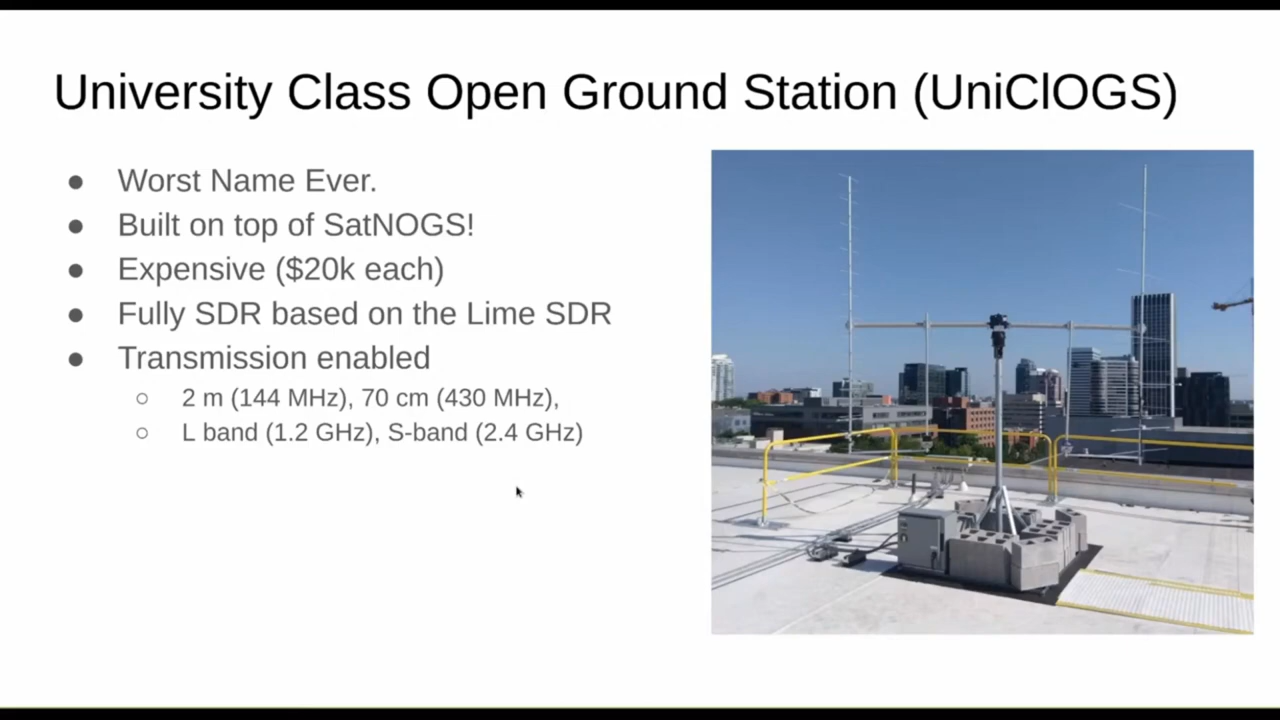 University Class Open Ground Station (UniClOGS)
● Worst Name Ever.
● Built on top of SatNOGS!
● Expensive ($20k each)
● Fully SDR based on the Lime SDR
● Transmission enabled
○ 2 m (144 MHz), 70 cm (430 MHz),
○ L band (1.2 GHz), S-band (2.4 GHz)